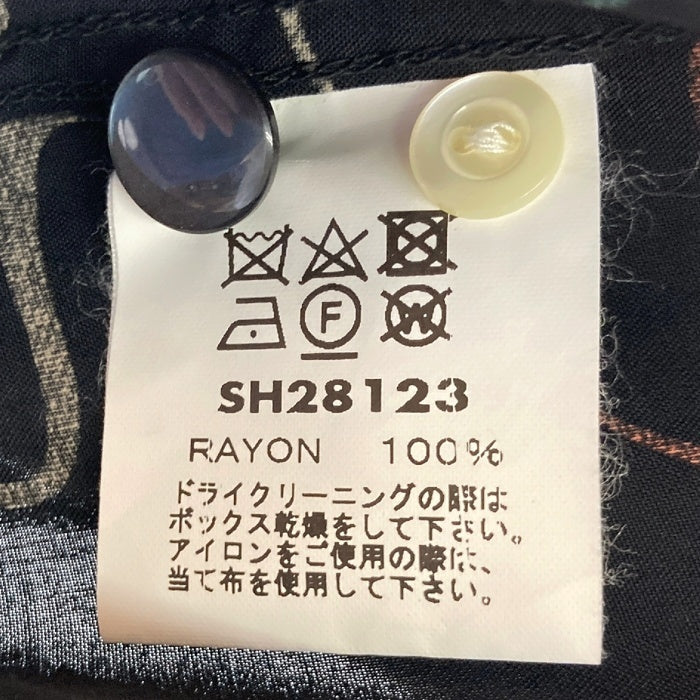 F W
SH28123
RAYON 100%
ドライクリーニングの際は
ボックス乾燥をして下さい。
アイロンをご使用の際は、
当て布を使用して下さい。